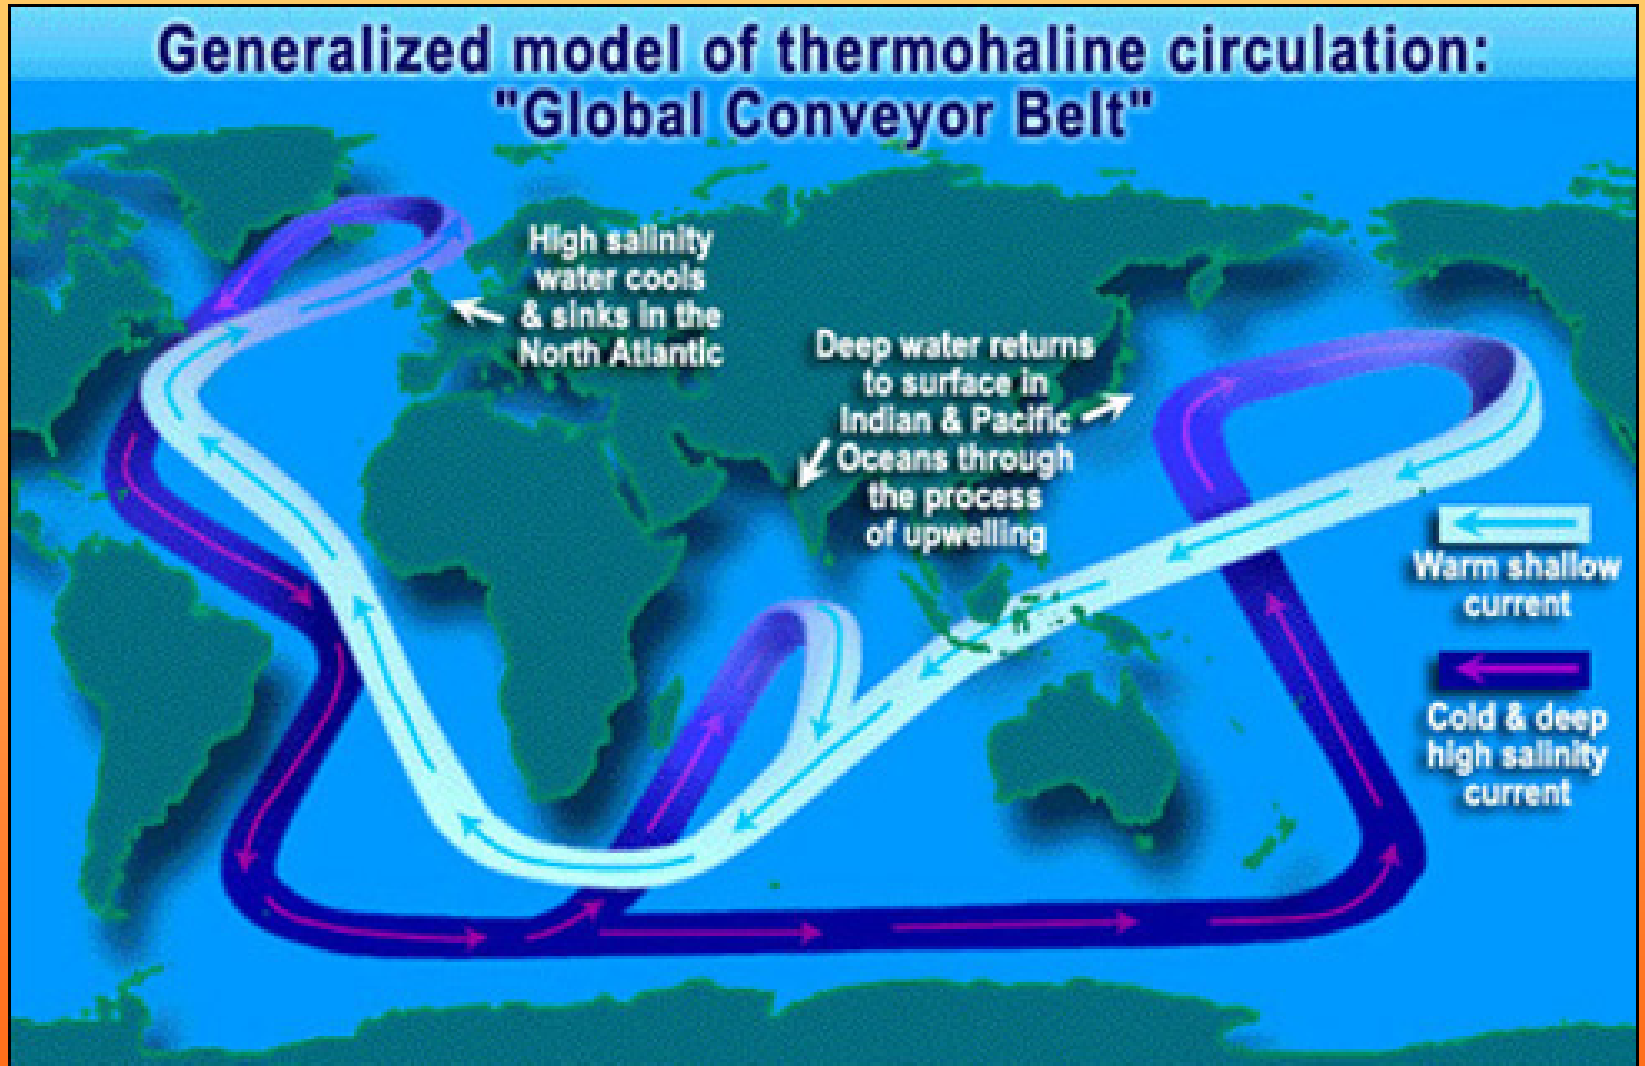 Generalized model of thermohaline circulation:
"Global Conveyor Belt"
High salinity
water cools
& sinks in the
North Atlantic
Deep water returns
to surface in
Indian & Pacific
Oceans through
the process
of upwelling
Warm shallow
current
Cold & deep
high salinity
current